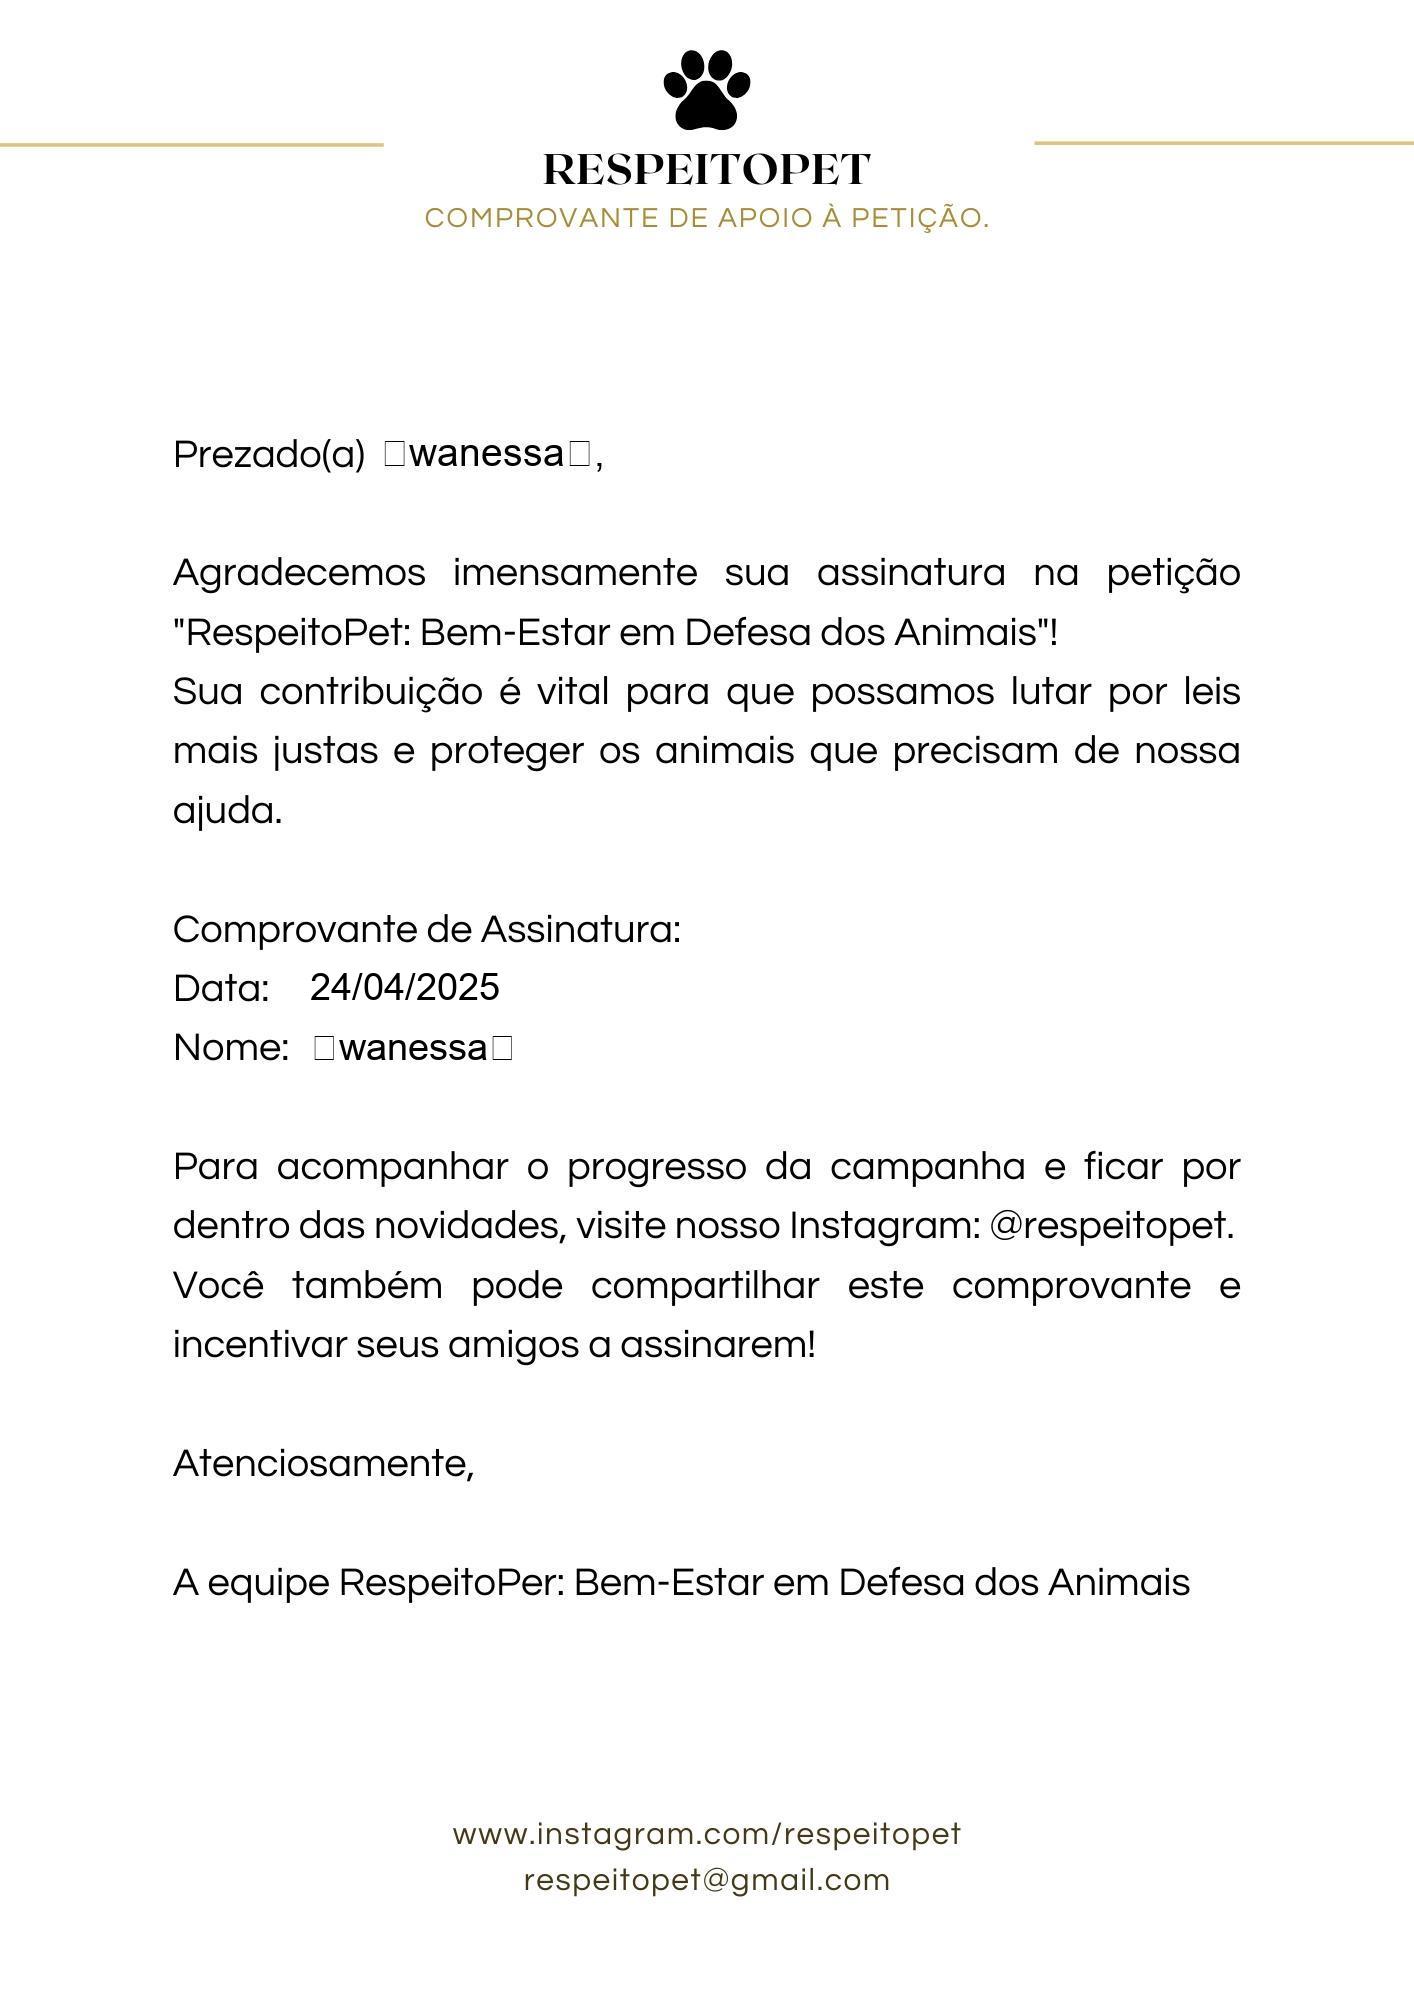 RESPEITOPET
COMPROVANTE DE APOIO À PETIÇÃO.
Prezado(a) □wanessa□,
Agradecemos imensamente sua assinatura na petição
"RespeitoPet: Bem-Estar em Defesa dos Animais"!
Sua contribuição é vital para que possamos lutar por leis
mais justas e proteger os animais que precisam de nossa
ajuda.
Comprovante de Assinatura:
Data: 24/04/2025
Nome: □wanessa□
Para acompanhar o progresso da campanha e ficar por
dentro das novidades, visite nosso Instagram: @respeitopet.
Você também pode compartilhar este comprovante e
incentivar seus amigos a assinarem!
Atenciosamente,
A equipe RespeitoPer: Bem-Estar em Defesa dos Animais
www.instagram.com/respeitopet
respeitopet@gmail.com